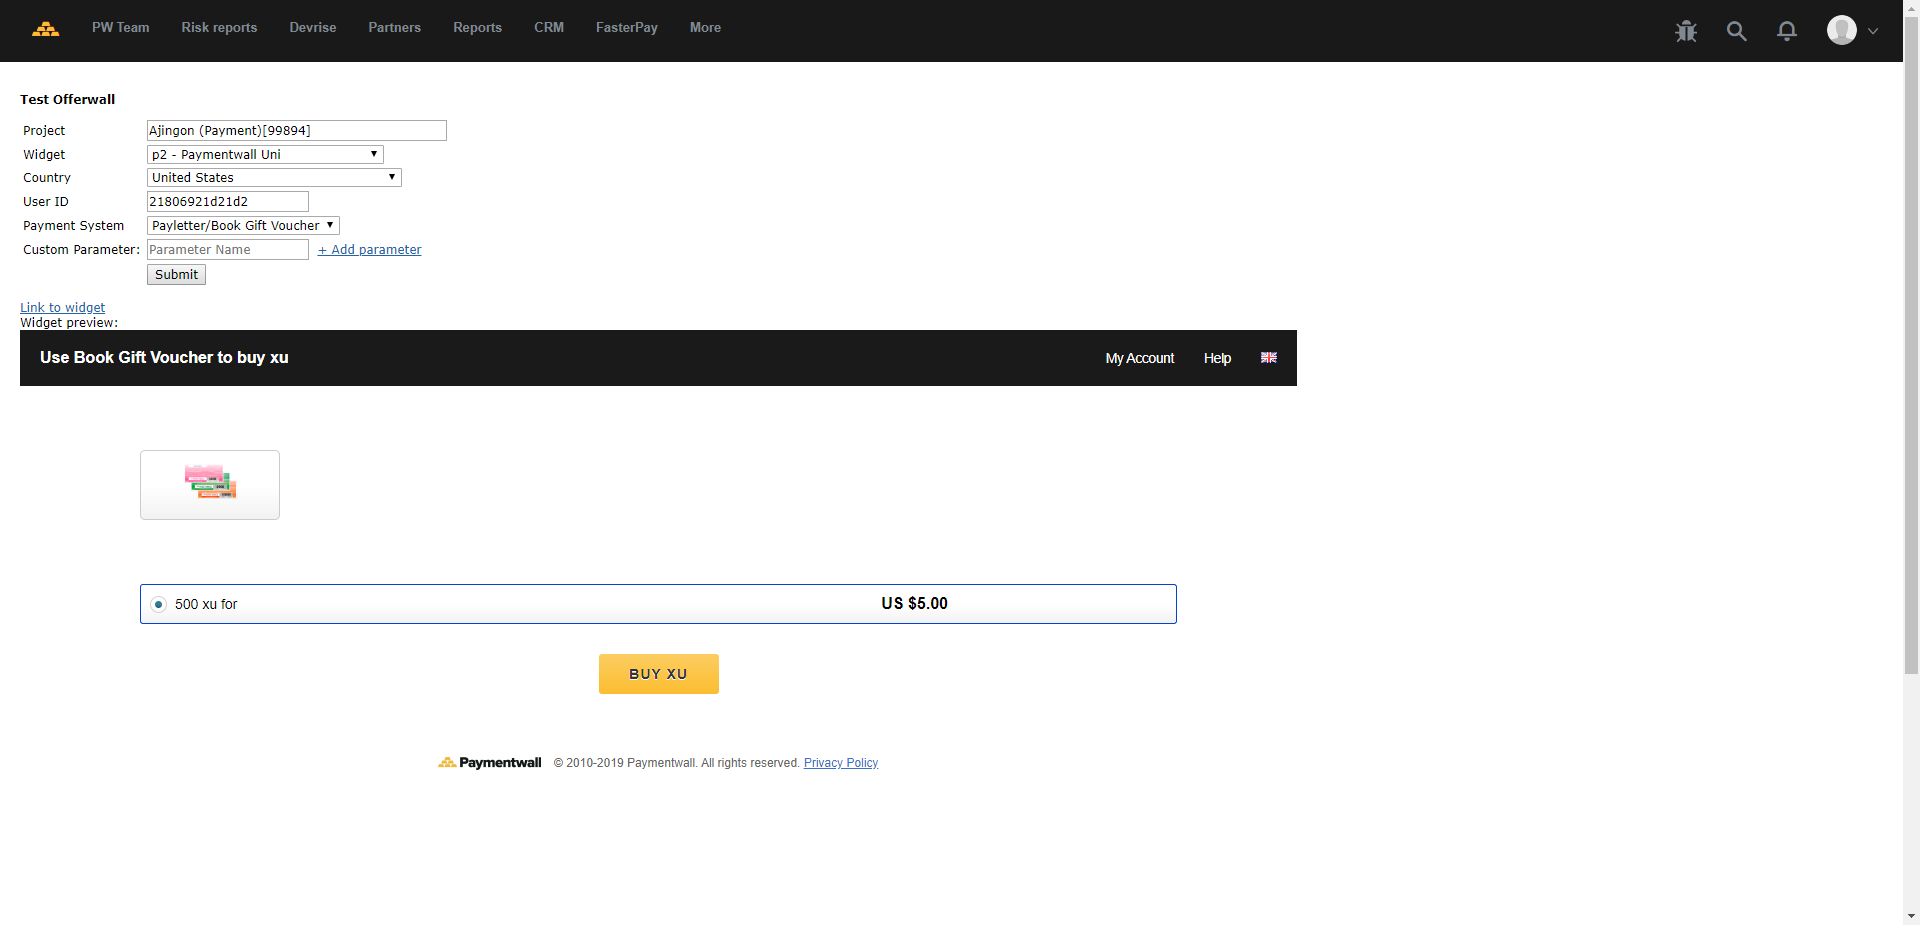 PW Team Risk reports Devrise Partners Reports CRM FasterPay More
Test Offerwall
Project Ajingon (Payment)[99894]
Widget p2 - Paymentwall Uni
Country United States
User ID 21806921d21d2
Payment System Payletter/Book Gift Voucher
Custom Parameter: Parameter Name + Add parameter
Submit
Link to widget
Widget preview:
Use Book Gift Voucher to buy xu My Account Help
500 xu for US $5.00
BUY XU
Paymentwall © 2010-2019 Paymentwall. All rights reserved. Privacy Policy